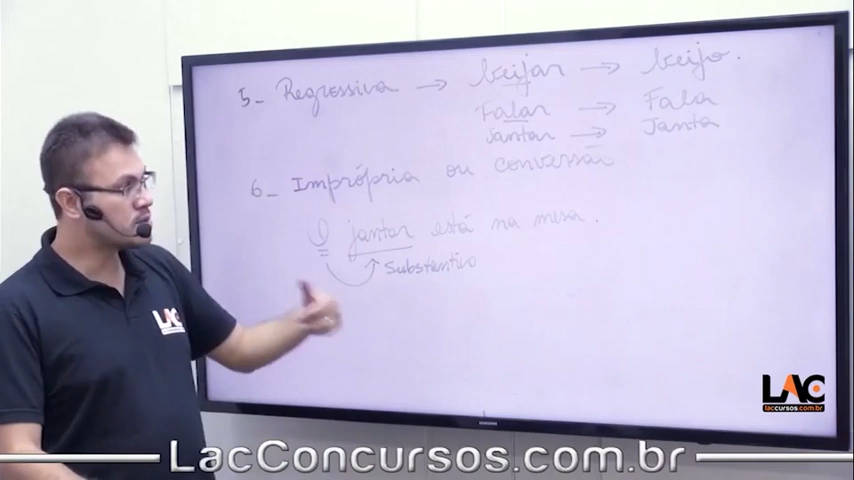 5_ Regressiva → beijar → beijo.
Falar → Fala
Jantar → Janta
6_ Imprópria ou conversão
O jantar está na mesa.
Substantivo
LAC
LAC
laccursos.com.br
LacConcursos.com.br